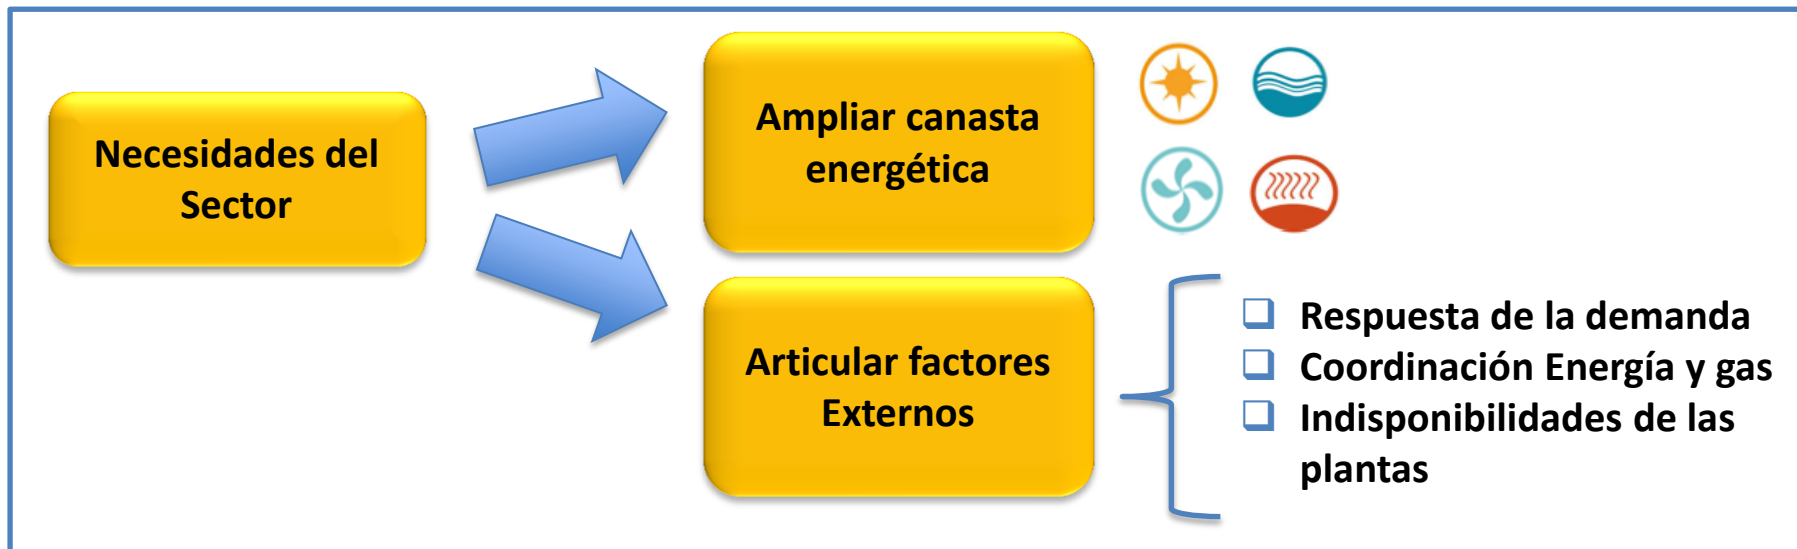 Necesidades del
Sector
Ampliar canasta
energética
Articular factores
Externos
Respuesta de la demanda
Coordinación Energía y gas
Indisponibilidades de las
plantas